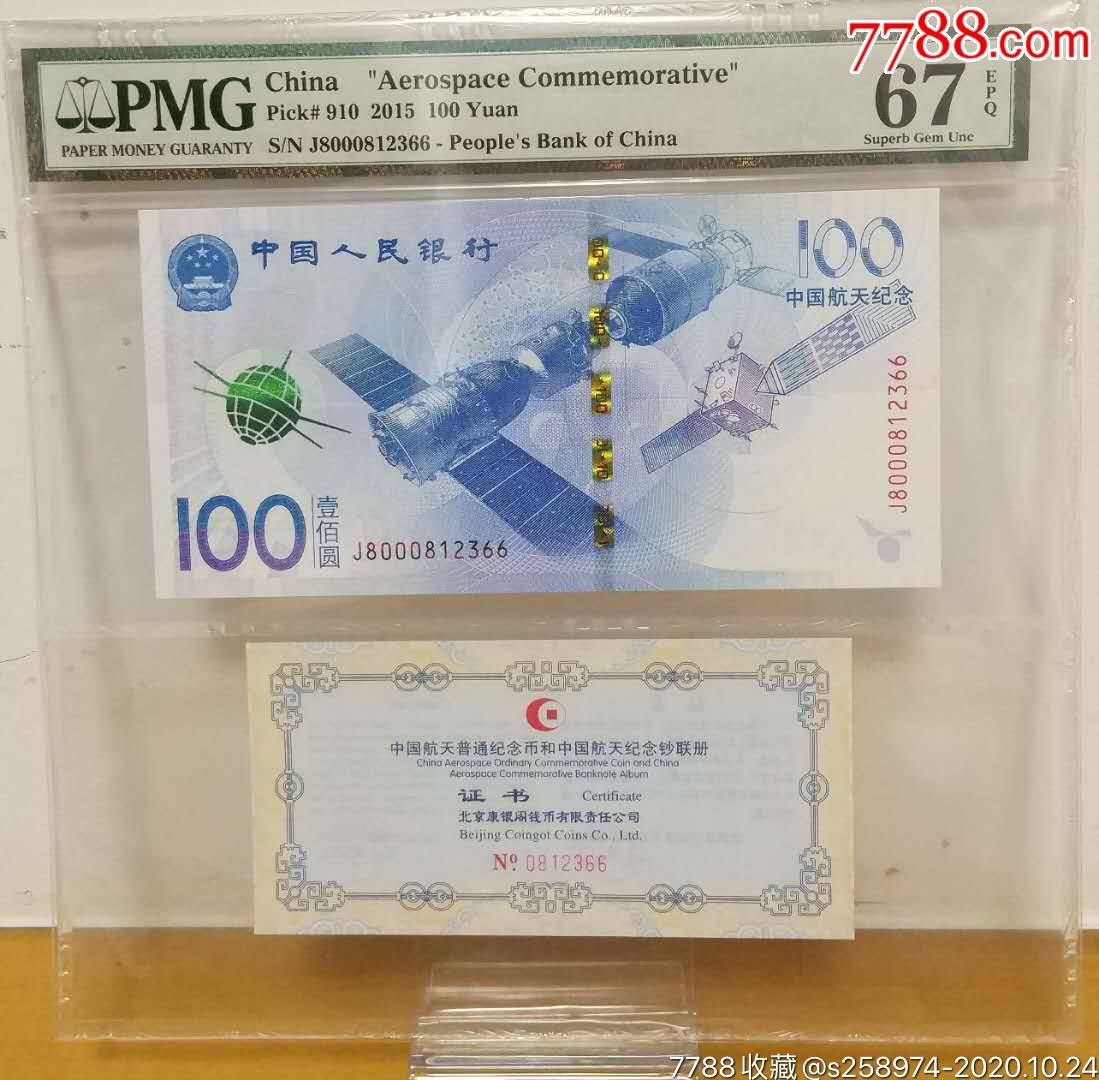 7788.com
PMG
PAPER MONEY GUARANTY
China "Aerospace Commemorative"
Pick# 910 2015 100 Yuan
S/N J8000812366 - People's Bank of China
67
EPQ
Superb Gem Unc
中国人民银行
100
中国航天纪念
J8000812366
100
壹佰圆
J8000812366
中国航天普通纪念币和中国航天纪念钞联册
China Aerospace Ordinary Commemorative Coin and China
Aerospace Commemorative Banknote Album
证书 Certificate
北京康银阁钱币有限责任公司
Beijing Coingot Coins Co., Ltd.
Nº 0812366
7788收藏@s258974-2020.10.24